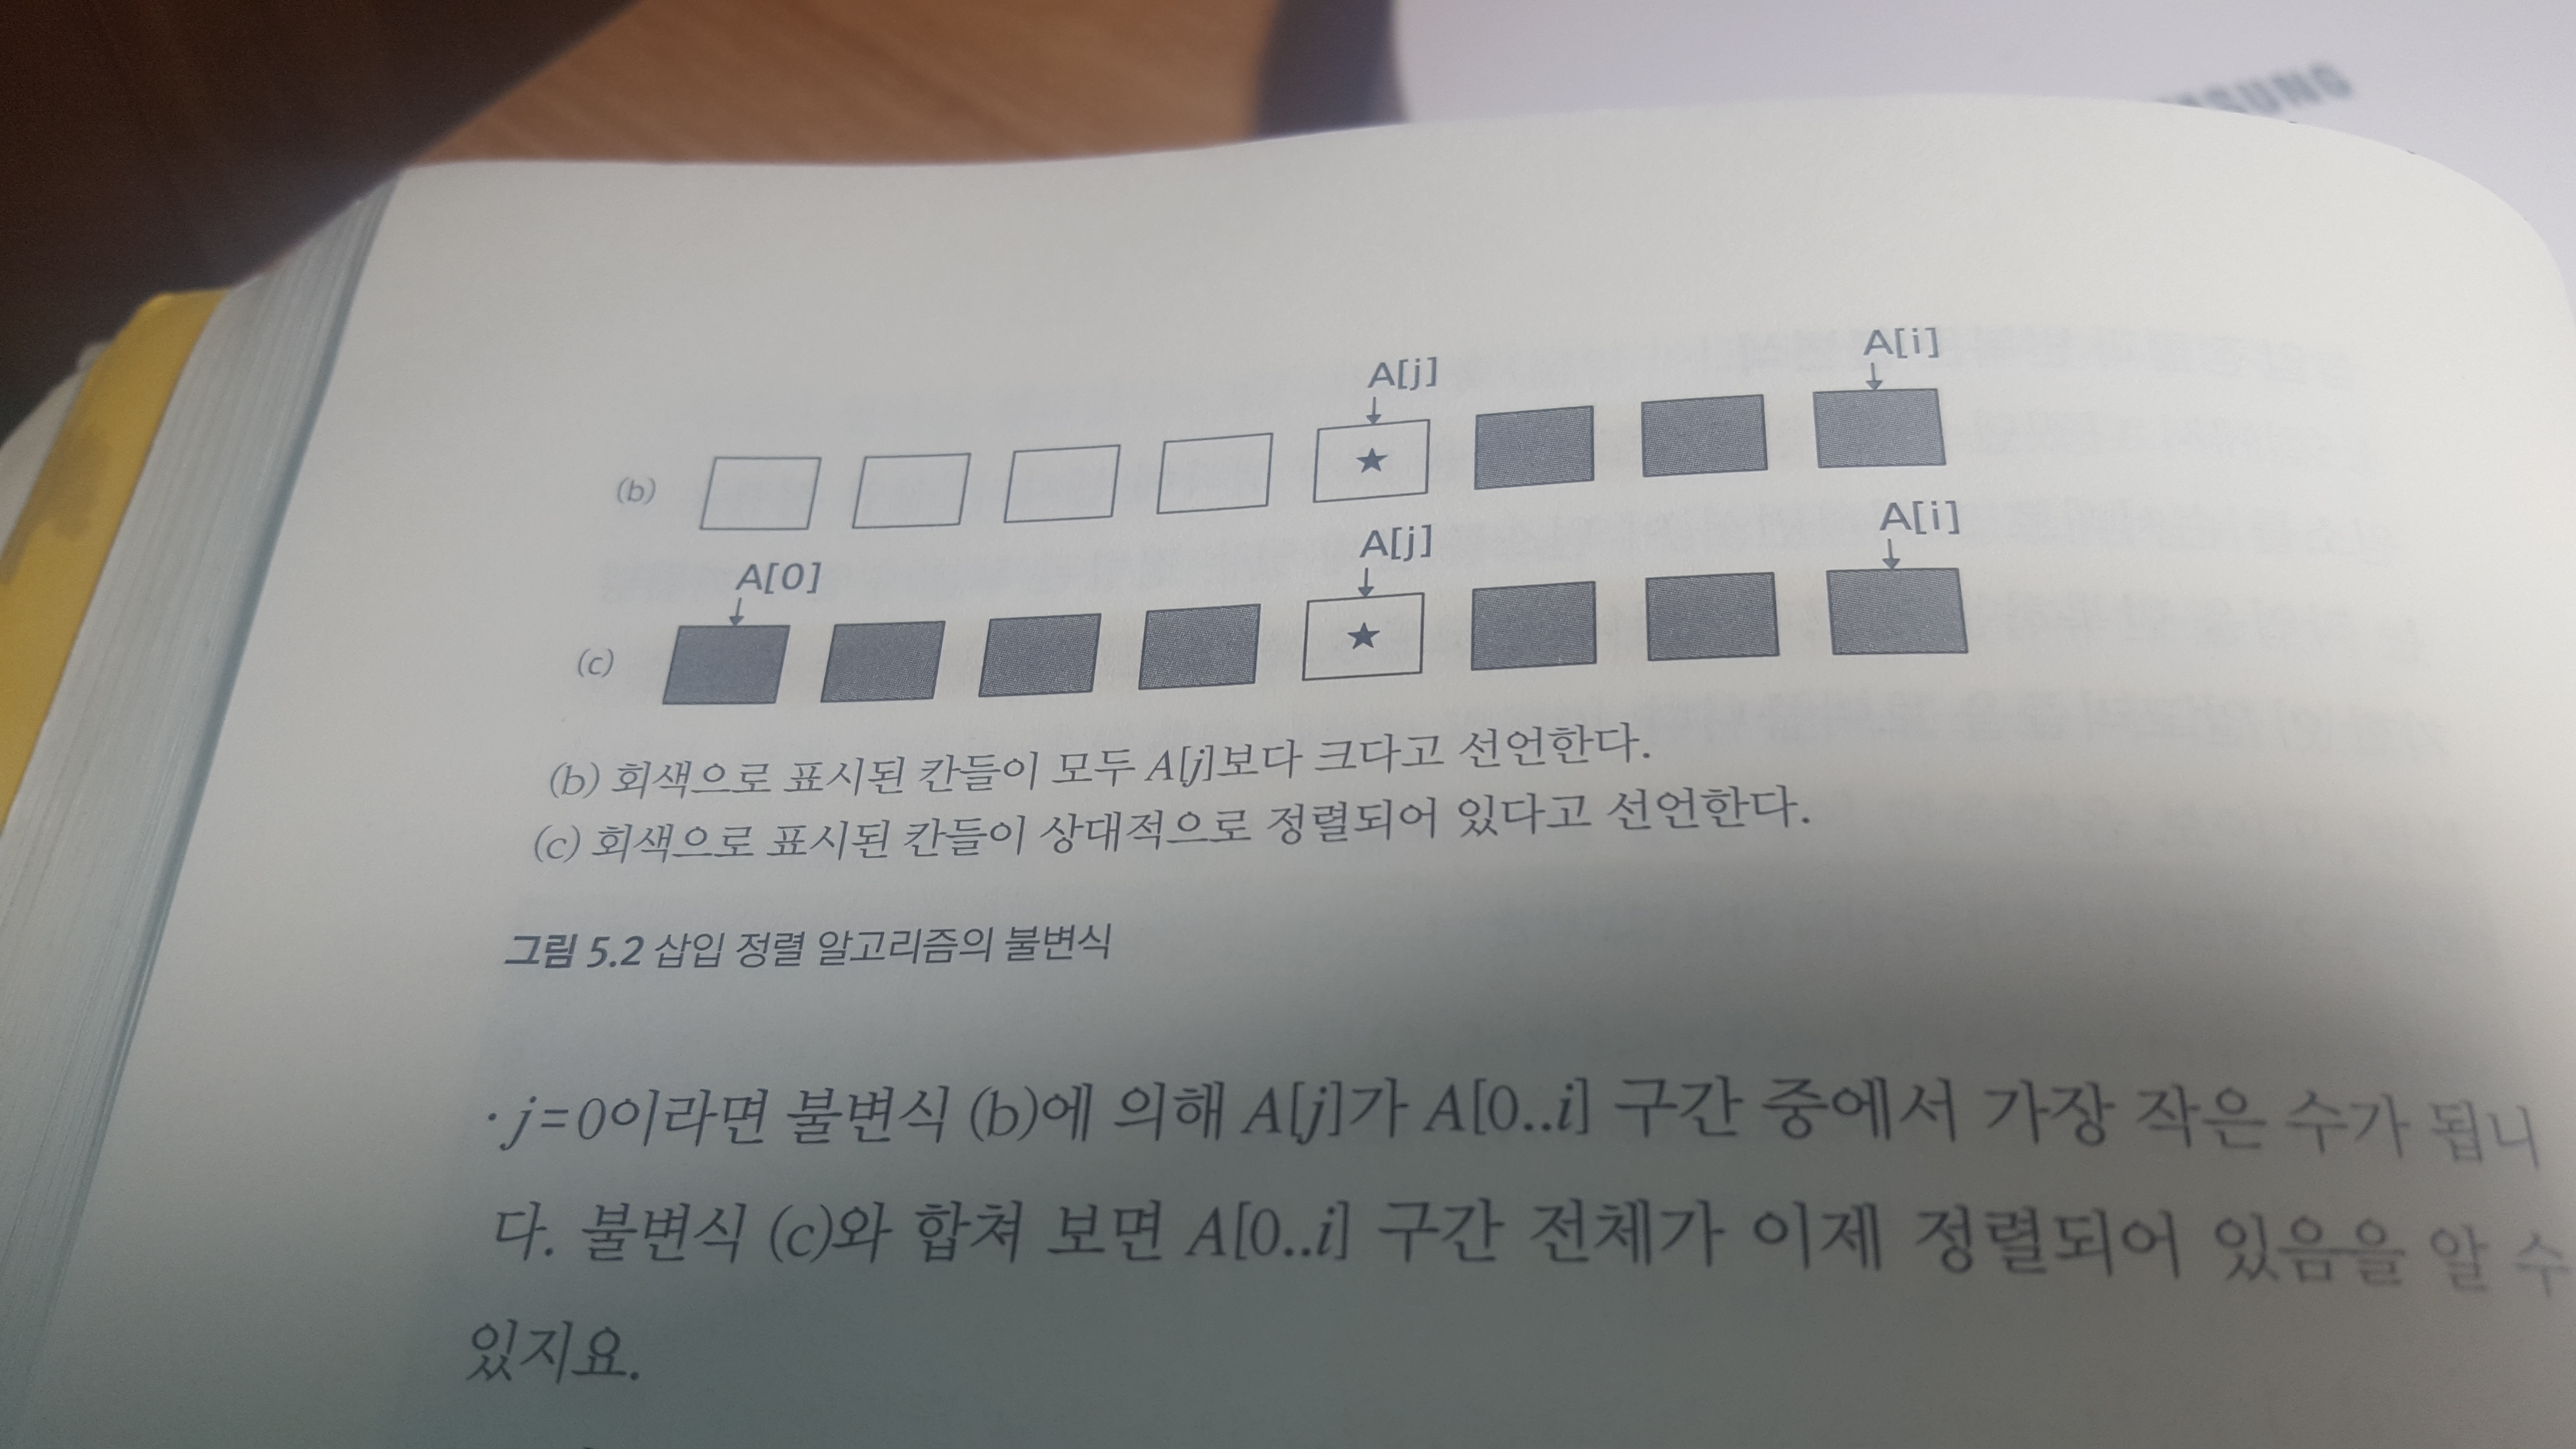 SUNG
A[j] A[i]
(b) ★
A[0] A[j] A[i]
(c) ★
(b) 회색으로 표시된 칸들이 모두 A[j]보다 크다고 선언한다.
(c) 회색으로 표시된 칸들이 상대적으로 정렬되어 있다고 선언한다.
그림 5.2 삽입 정렬 알고리즘의 불변식
· j=0이라면 불변식 (b)에 의해 A[j]가 A[0..i] 구간 중에서 가장 작은 수가 됩니
다. 불변식 (c)와 합쳐 보면 A[0..i] 구간 전체가 이제 정렬되어 있음을 알 수
있지요.